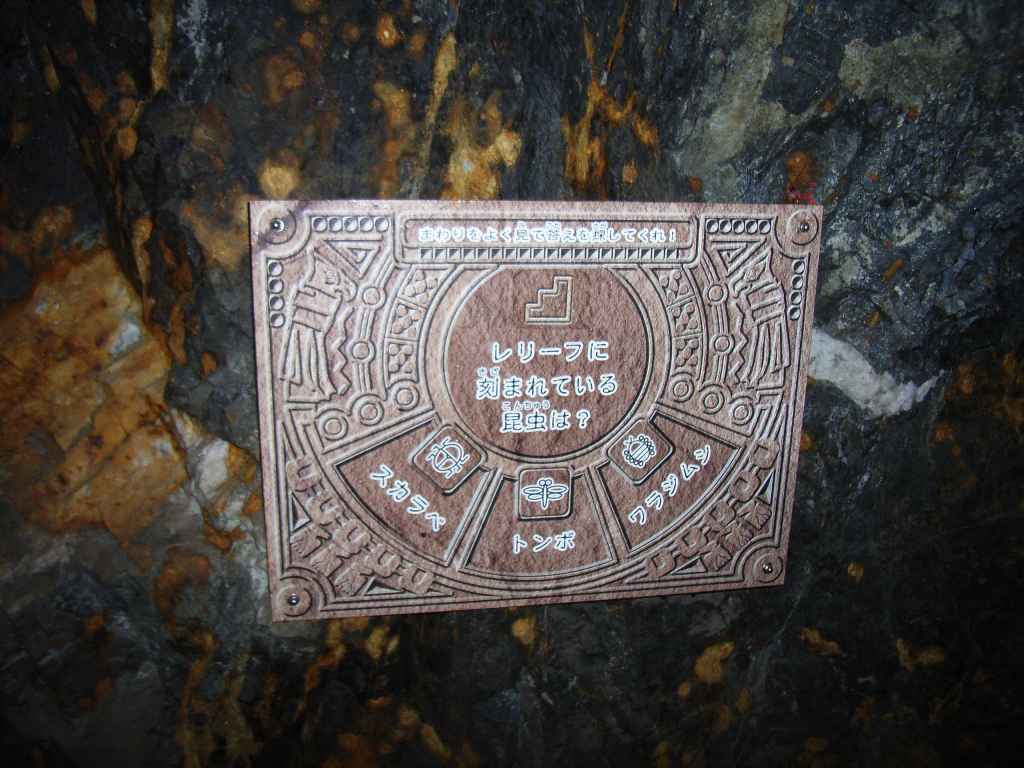 まわりをよく見て答えを探してくれ！
レリーフに
刻まれている
昆虫は？
スカラベ
トンボ
ワラジムシ